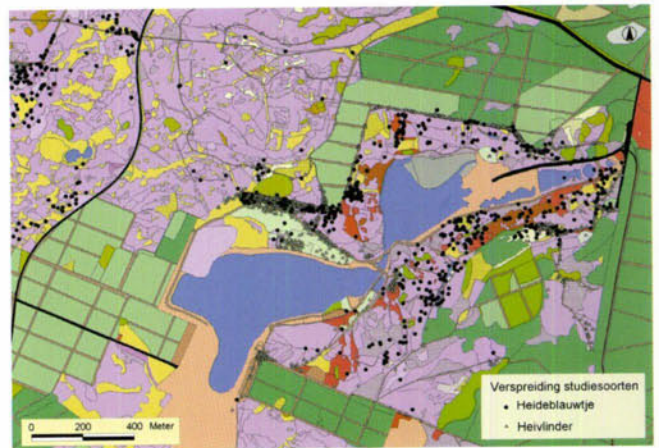 Verspreiding studiesoorten
Heideblauwtje
Heivlinder
0 200 400 Meter